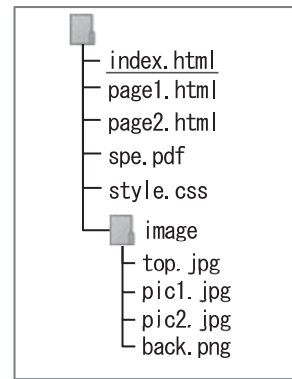 index.html
page1.html
page2.html
spe.pdf
style.css
image
top.jpg
pic1.jpg
pic2.jpg
back.png